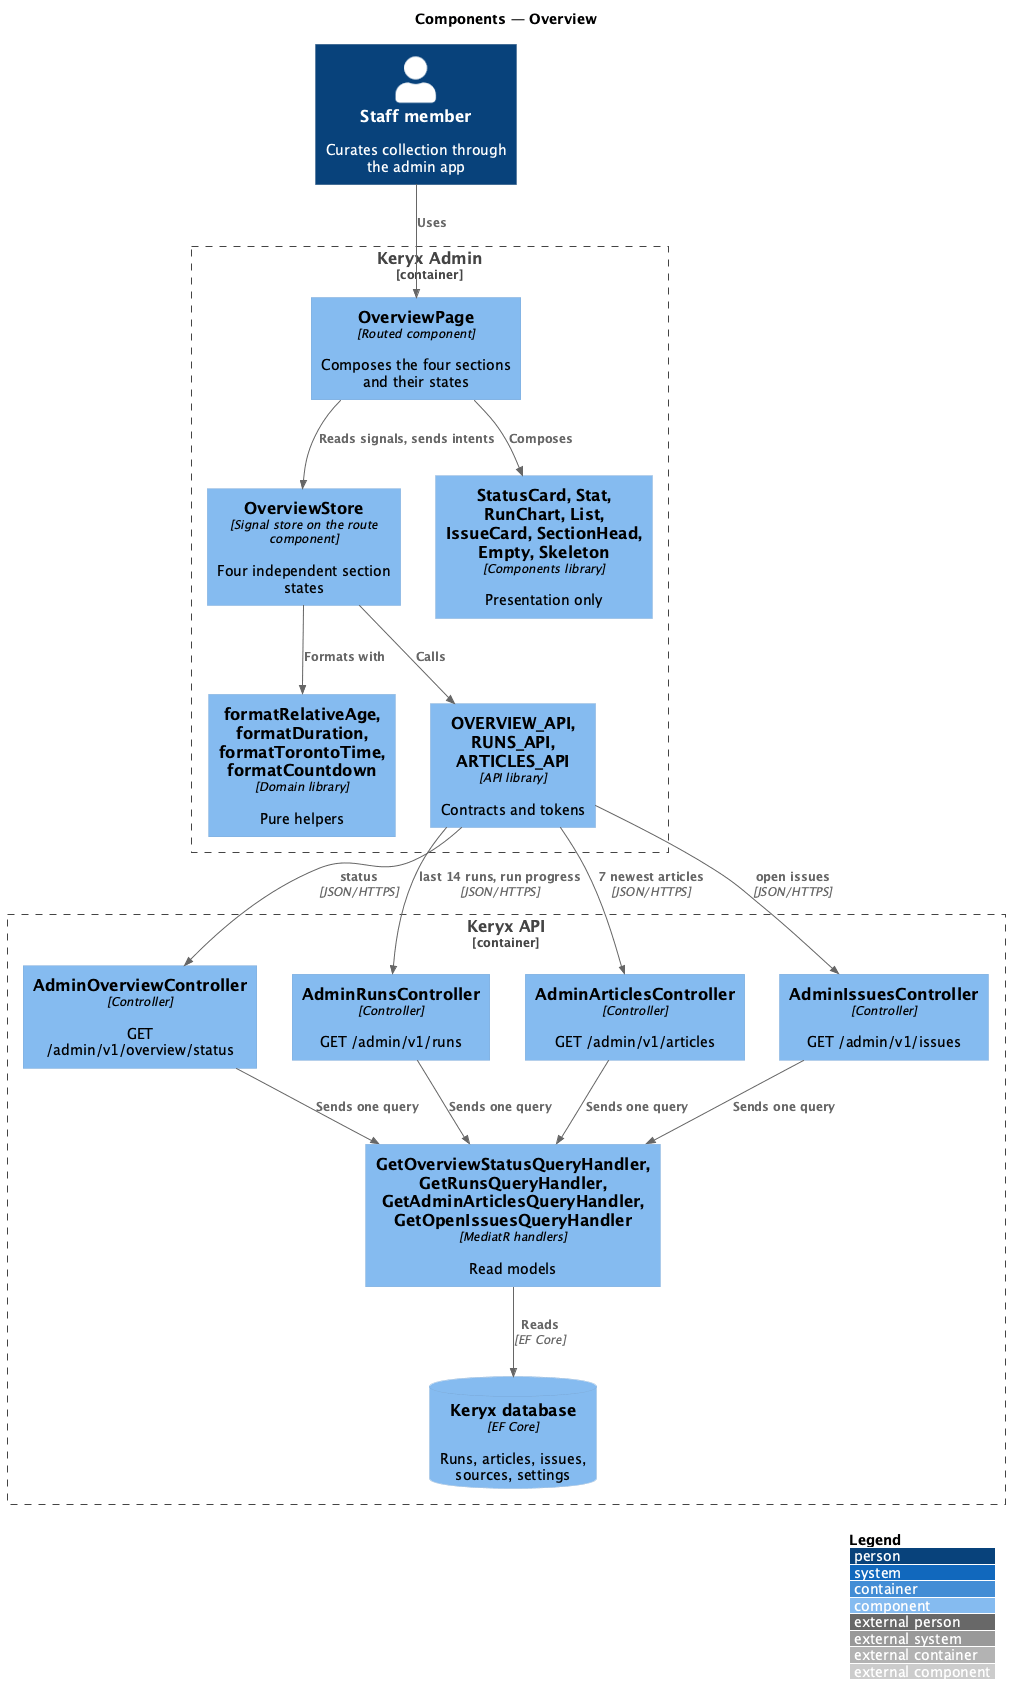 Components — Overview
Staff member
Curates collection through
the admin app
Uses
Keryx Admin
[container]
OverviewPage
[Routed component]
Composes the four sections
and their states
Reads signals, sends intents
Composes
OverviewStore
[Signal store on the route
component]
Four independent section
states
StatusCard, Stat,
RunChart, List,
IssueCard, SectionHead,
Empty, Skeleton
[Components library]
Presentation only
Formats with
Calls
formatRelativeAge,
formatDuration,
formatTorontoTime,
formatCountdown
[Domain library]
Pure helpers
OVERVIEW_API,
RUNS_API,
ARTICLES_API
[API library]
Contracts and tokens
status
[JSON/HTTPS]
last 14 runs, run progress
[JSON/HTTPS]
7 newest articles
[JSON/HTTPS]
open issues
[JSON/HTTPS]
Keryx API
[container]
AdminOverviewController
[Controller]
GET
/admin/v1/overview/status
AdminRunsController
[Controller]
GET /admin/v1/runs
AdminArticlesController
[Controller]
GET /admin/v1/articles
AdminIssuesController
[Controller]
GET /admin/v1/issues
Sends one query
Sends one query
Sends one query
Sends one query
GetOverviewStatusQueryHandler,
GetRunsQueryHandler,
GetAdminArticlesQueryHandler,
GetOpenIssuesQueryHandler
[MediatR handlers]
Read models
Reads
[EF Core]
Keryx database
[EF Core]
Runs, articles, issues,
sources, settings
Legend
person
system
container
component
external person
external system
external container
external component